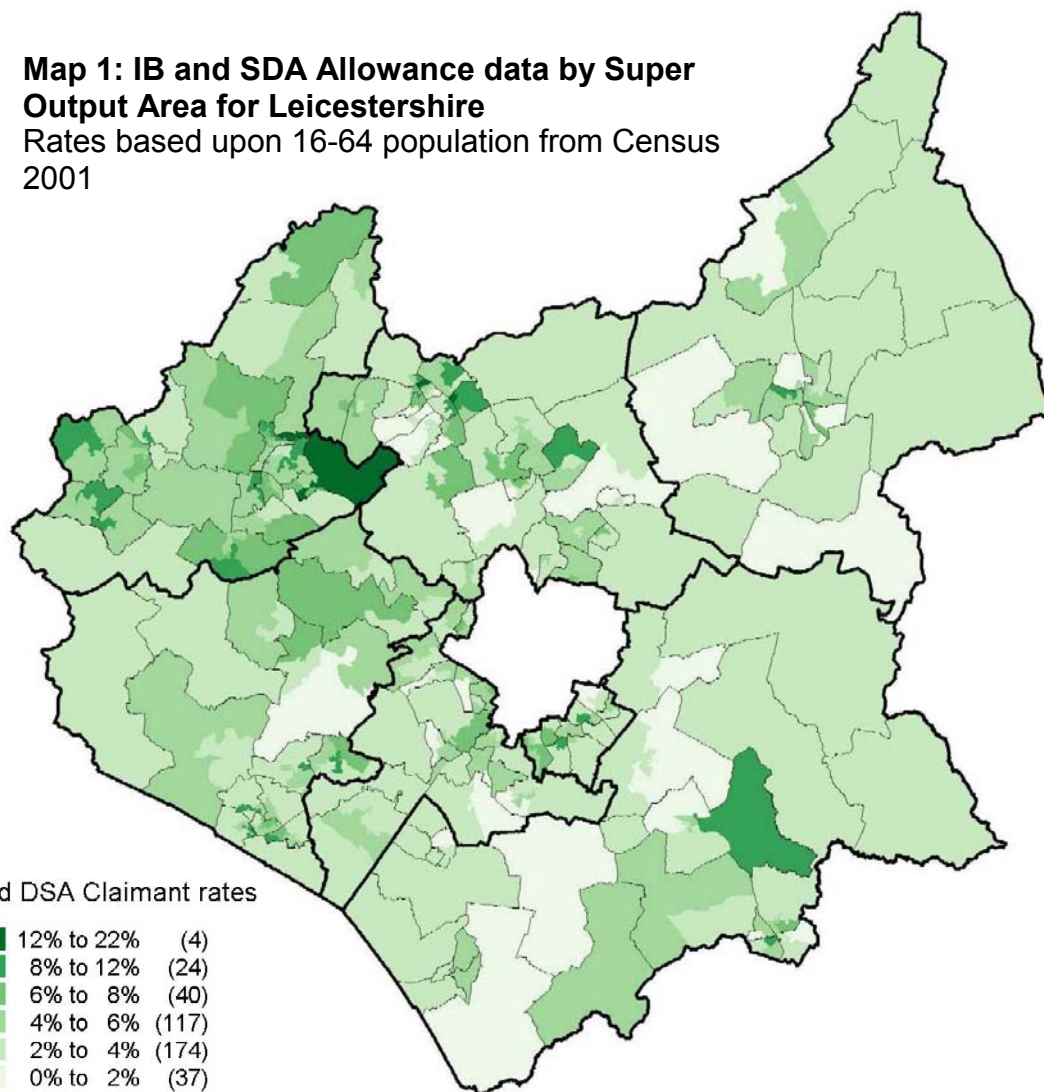 Map 1: IB and SDA Allowance data by Super
Output Area for Leicestershire
Rates based upon 16-64 population from Census
2001
DSA Claimant rates
12% to 22% (4)
8% to 12% (24)
6% to 8% (40)
4% to 6% (117)
2% to 4% (174)
0% to 2% (37)